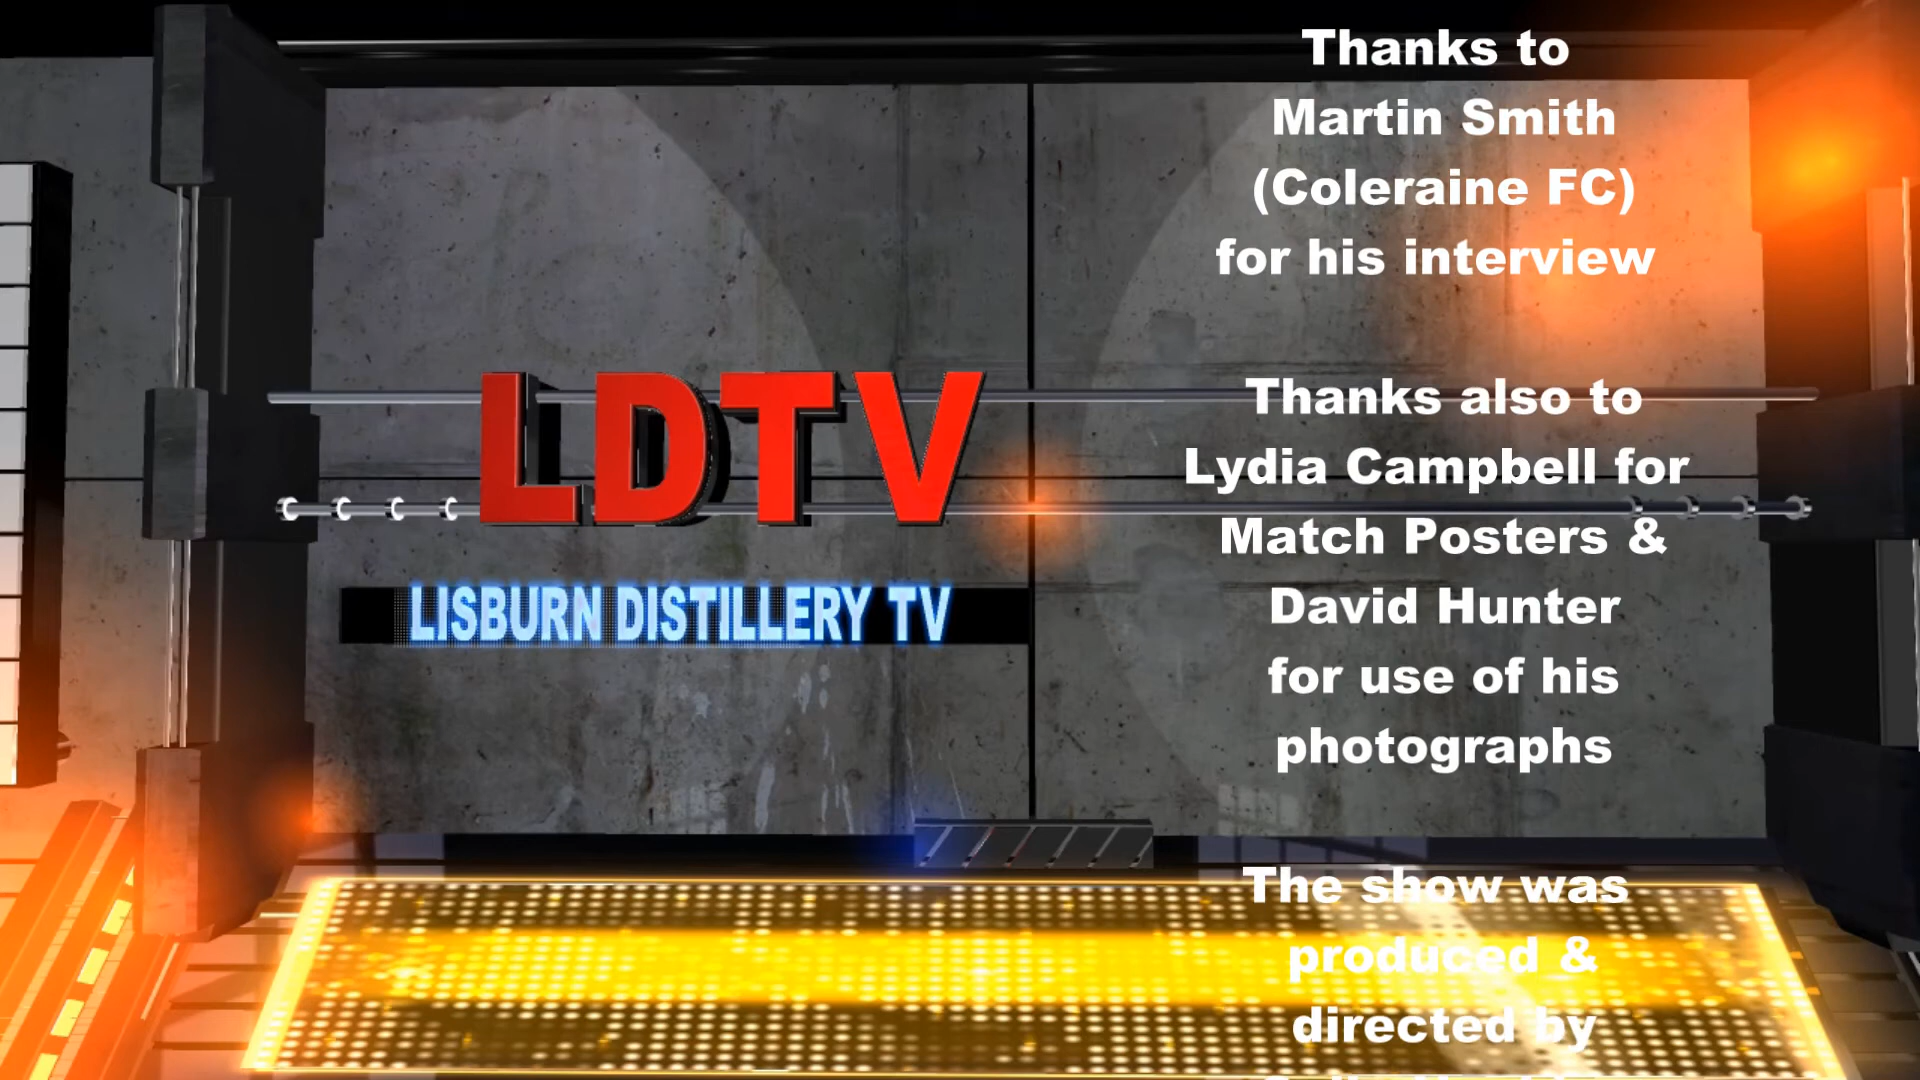 LDTV
LISBURN DISTILLERY TV
Thanks to
Martin Smith
(Coleraine FC)
for his interview
Thanks also to
Lydia Campbell for
Match Posters &
David Hunter
for use of his
photographs
The show was
produced &
directed by